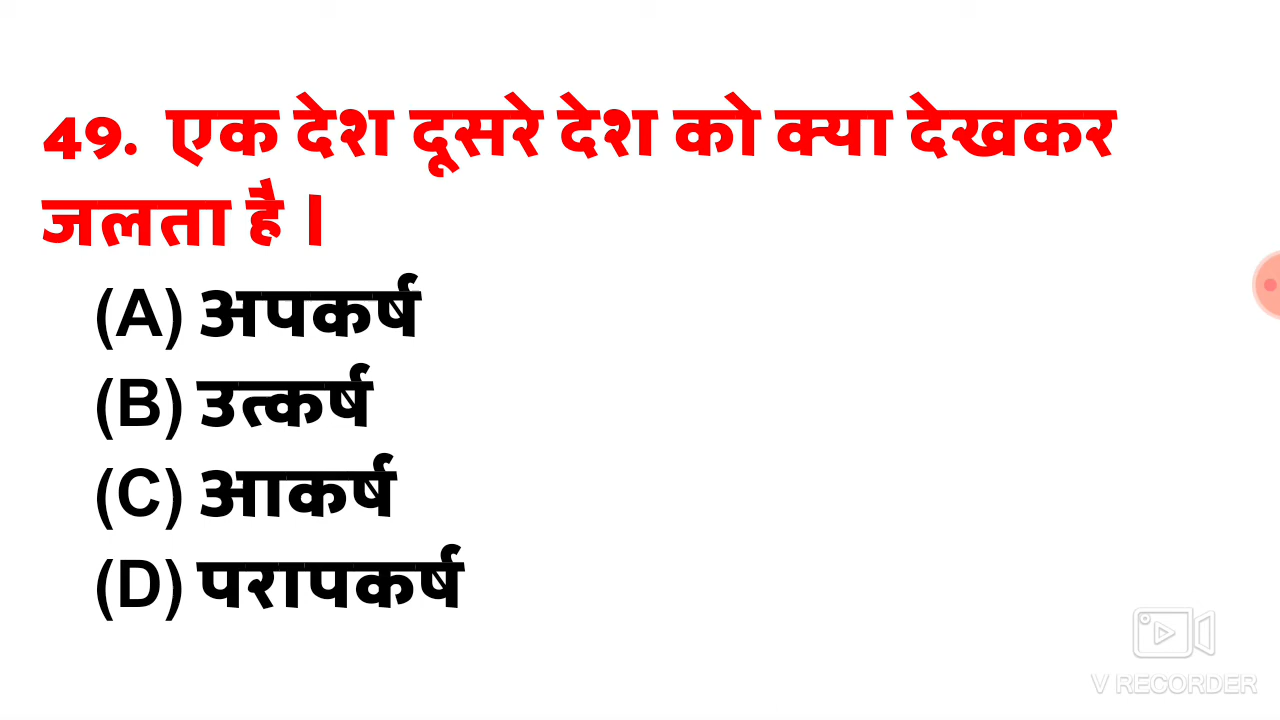 49. एक देश दूसरे देश को क्या देखकर
जलता है ।
(A) अपकर्ष
(B) उत्कर्ष
(C) आकर्ष
(D) परापकर्ष
V RECORDER